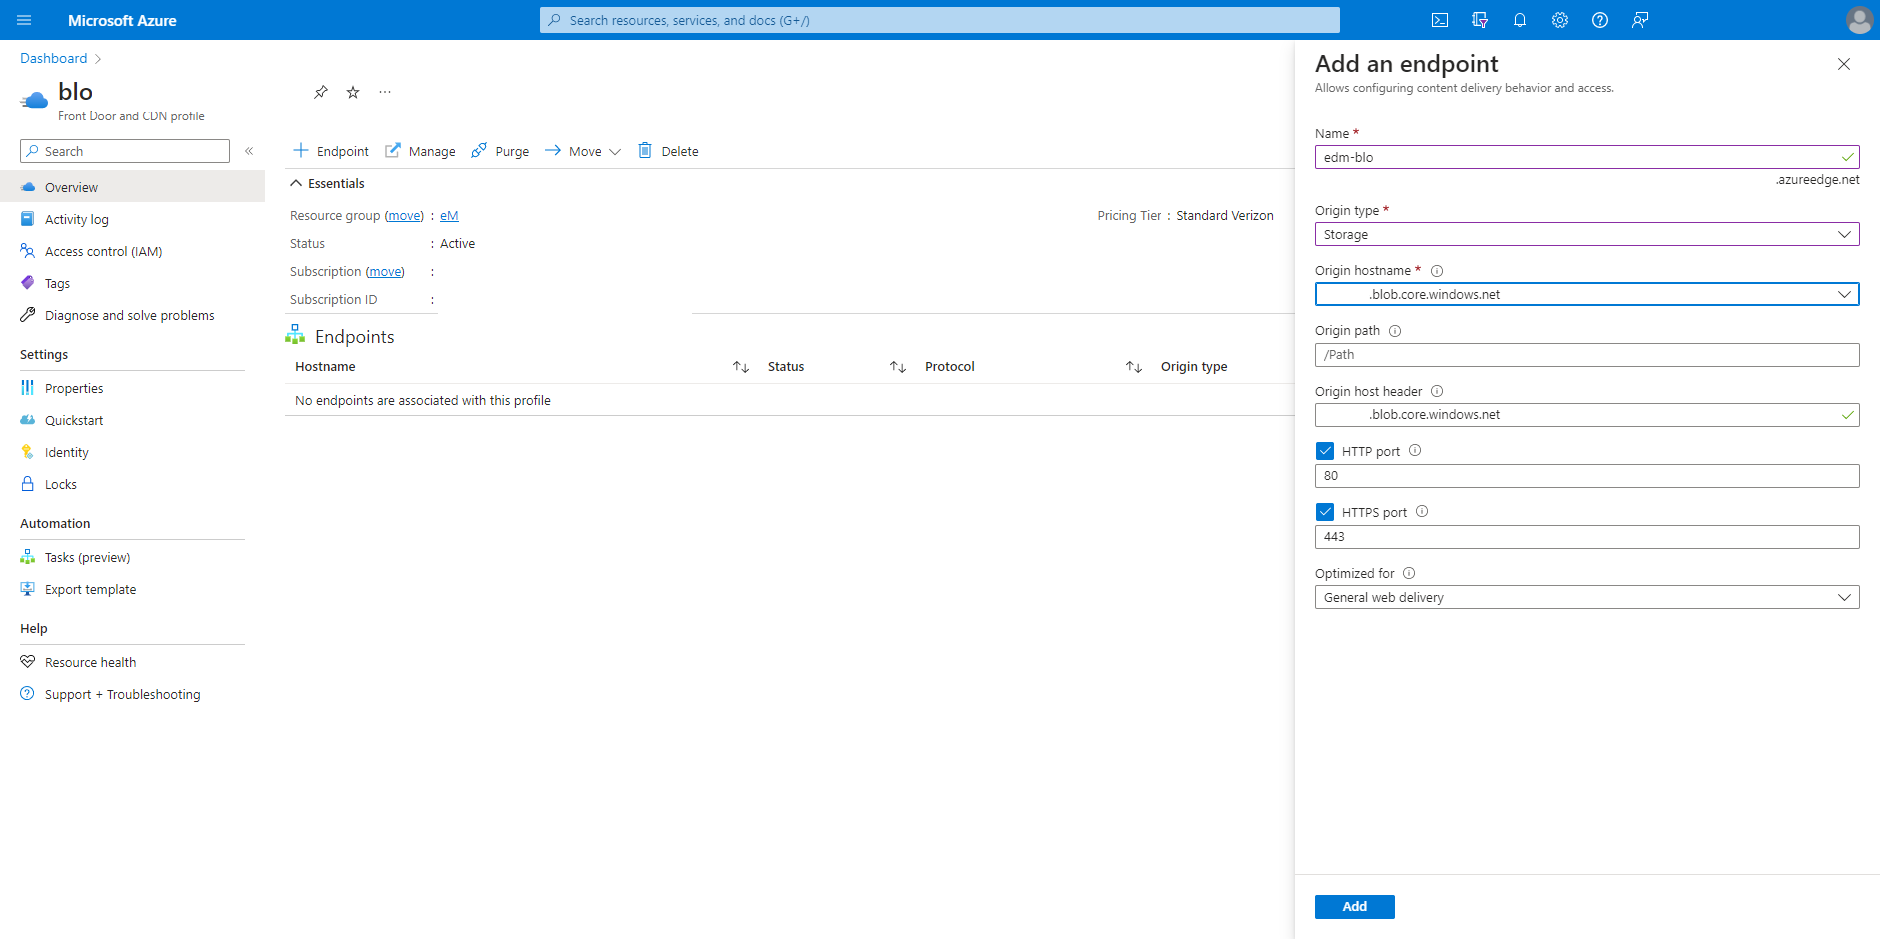 Microsoft Azure
Search resources, services, and docs (G+/)
Dashboard
blo
Front Door and CDN profile
Search
Overview
Activity log
Access control (IAM)
Tags
Diagnose and solve problems
Settings
Properties
Quickstart
Identity
Locks
Automation
Tasks (preview)
Export template
Help
Resource health
Support + Troubleshooting
Endpoint Manage Purge Move Delete
Essentials
Resource group (move) : eM
Pricing Tier : Standard Verizon
Status : Active
Subscription (move) :
Subscription ID :
Endpoints
Hostname Status Protocol Origin type
No endpoints are associated with this profile
Add an endpoint
Allows configuring content delivery behavior and access.
Name *
edm-blo
.azureedge.net
Origin type *
Storage
Origin hostname *
.blob.core.windows.net
Origin path
/Path
Origin host header
.blob.core.windows.net
HTTP port
80
HTTPS port
443
Optimized for
General web delivery
Add